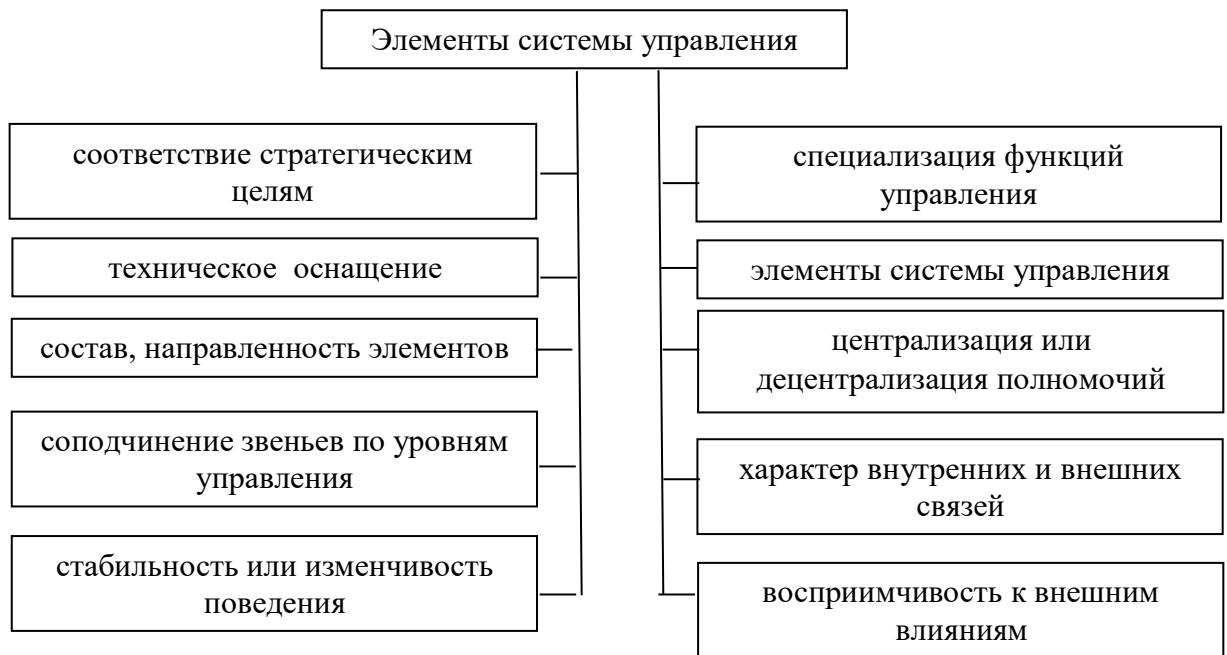 Элементы системы управления
соответствие стратегическим
целям
техническое оснащение
состав, направленность элементов
соподчинение звеньев по уровням
управления
стабильность или изменчивость
поведения
специализация функций
управления
элементы системы управления
централизация или
децентрализация полномочий
характер внутренних и внешних
связей
восприимчивость к внешним
влияниям